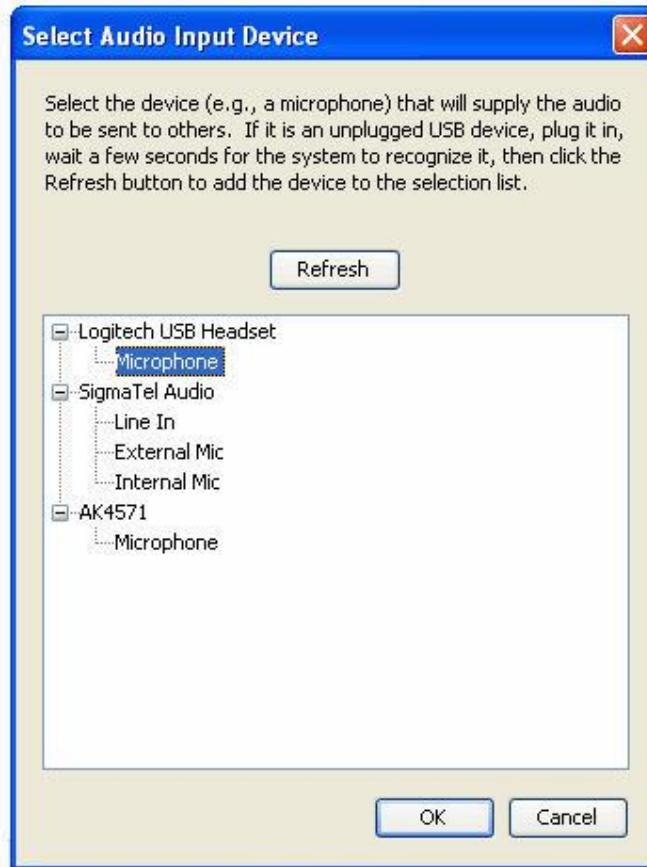 Select Audio Input Device
Select the device (e.g., a microphone) that will supply the audio
to be sent to others.  If it is an unplugged USB device, plug it in,
wait a few seconds for the system to recognize it, then click the
Refresh button to add the device to the selection list.
Refresh
Logitech USB Headset
Microphone
SigmaTel Audio
Line In
External Mic
Internal Mic
AK4571
Microphone
OK Cancel